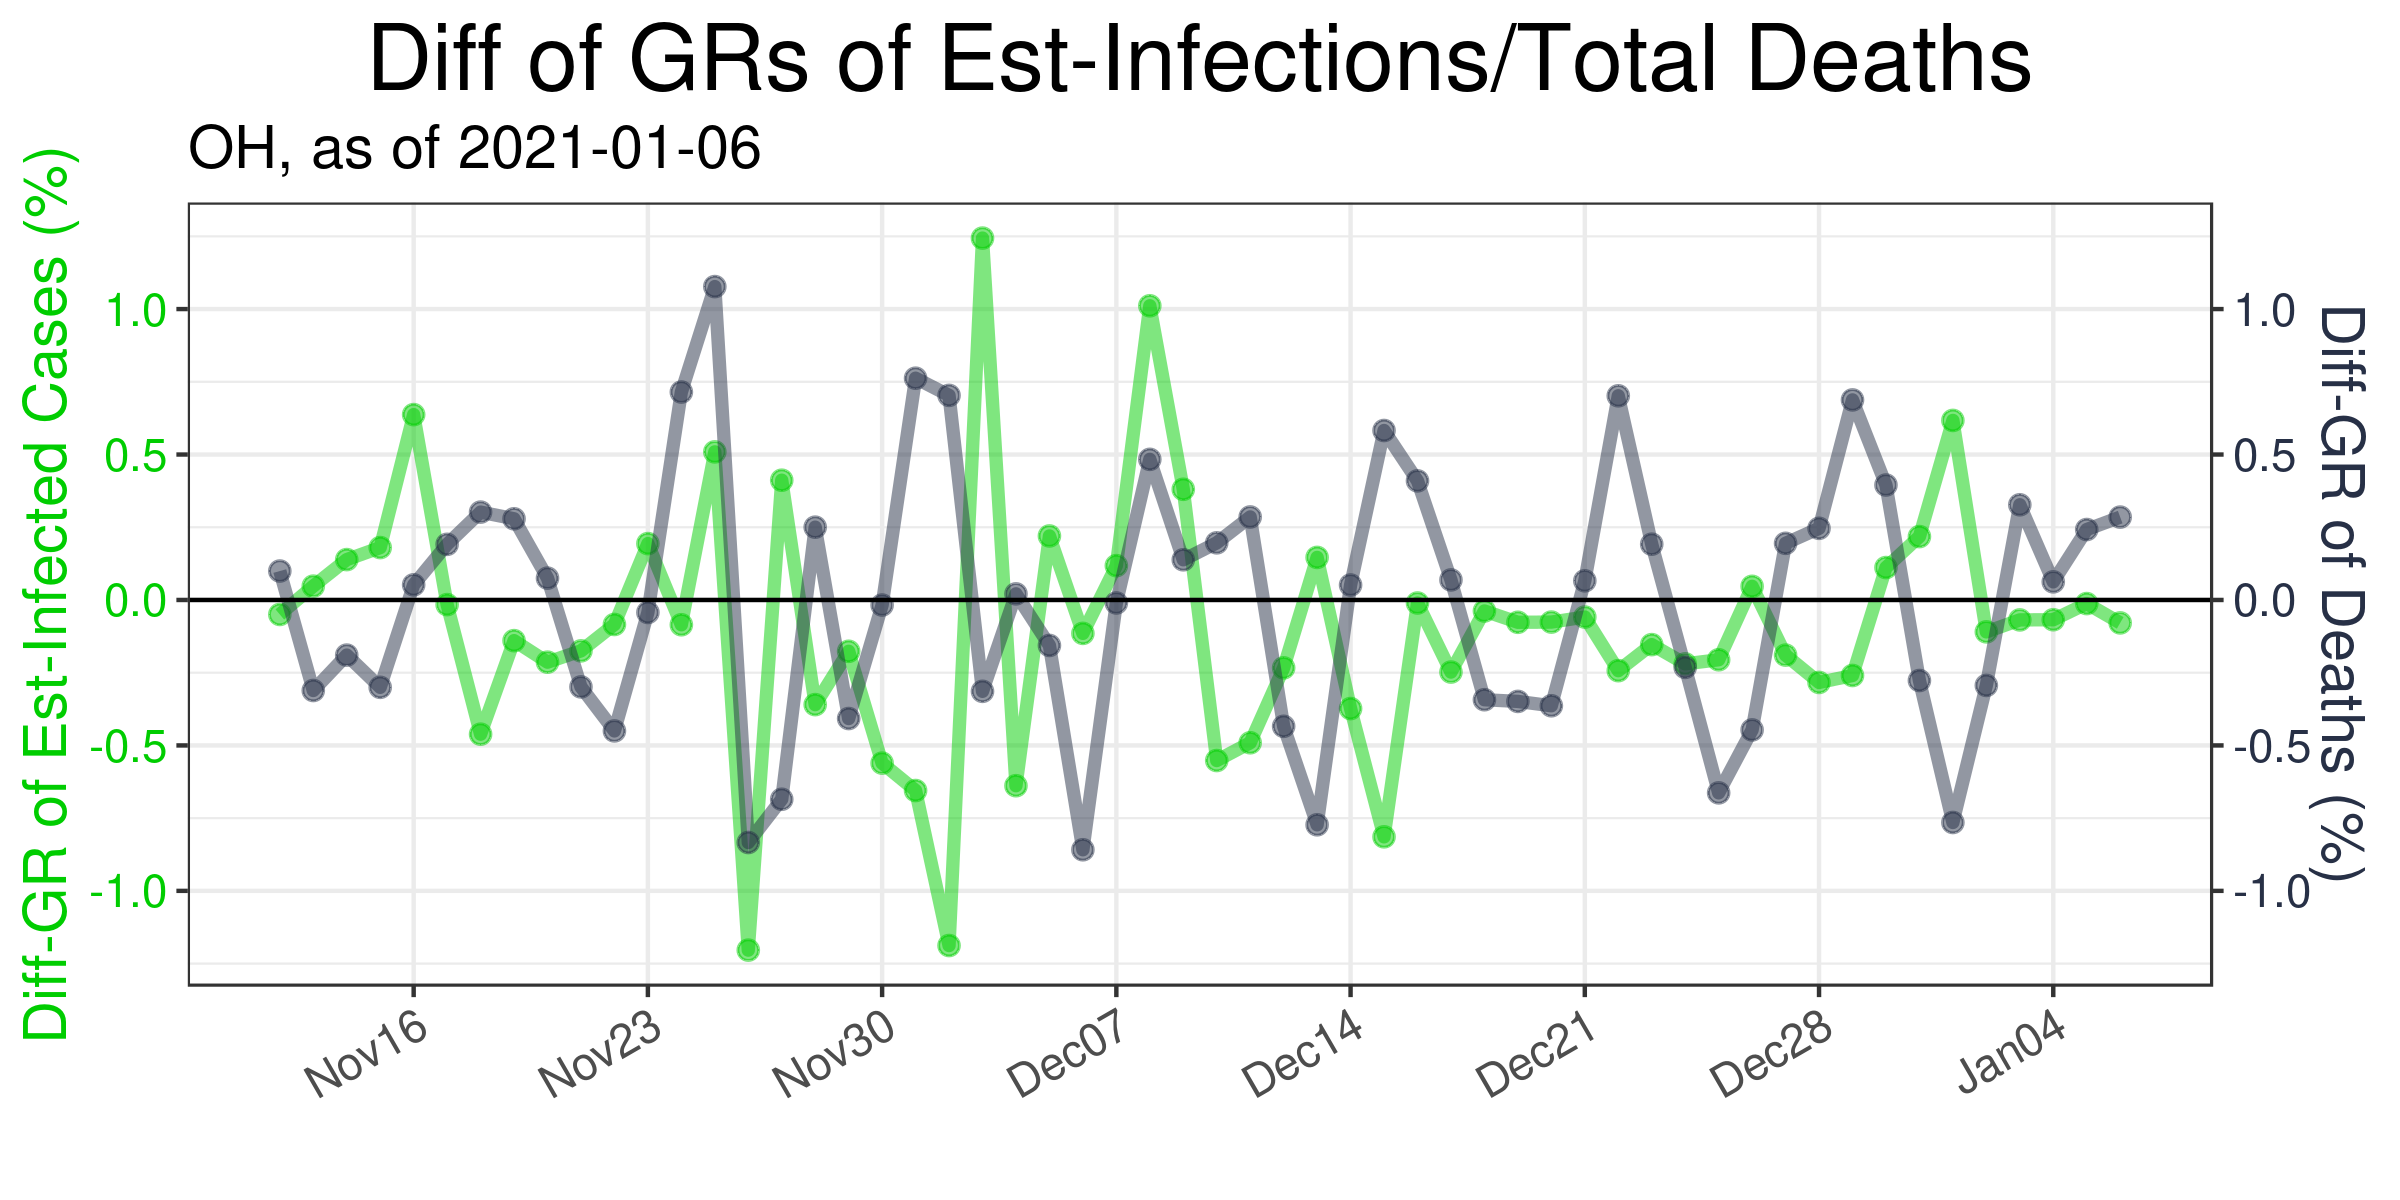 Diff of GRs of Est-Infections/Total Deaths
OH, as of 2021-01-06
Diff-GR of Est-Infected Cases (%)
1.0
0.5
0.0
-0.5
-1.0
1.0
0.5
0.0
-0.5
-1.0
Diff-GR of Deaths (%)
Nov16
Nov23
Nov30
Dec07
Dec14
Dec21
Dec28
Jan04